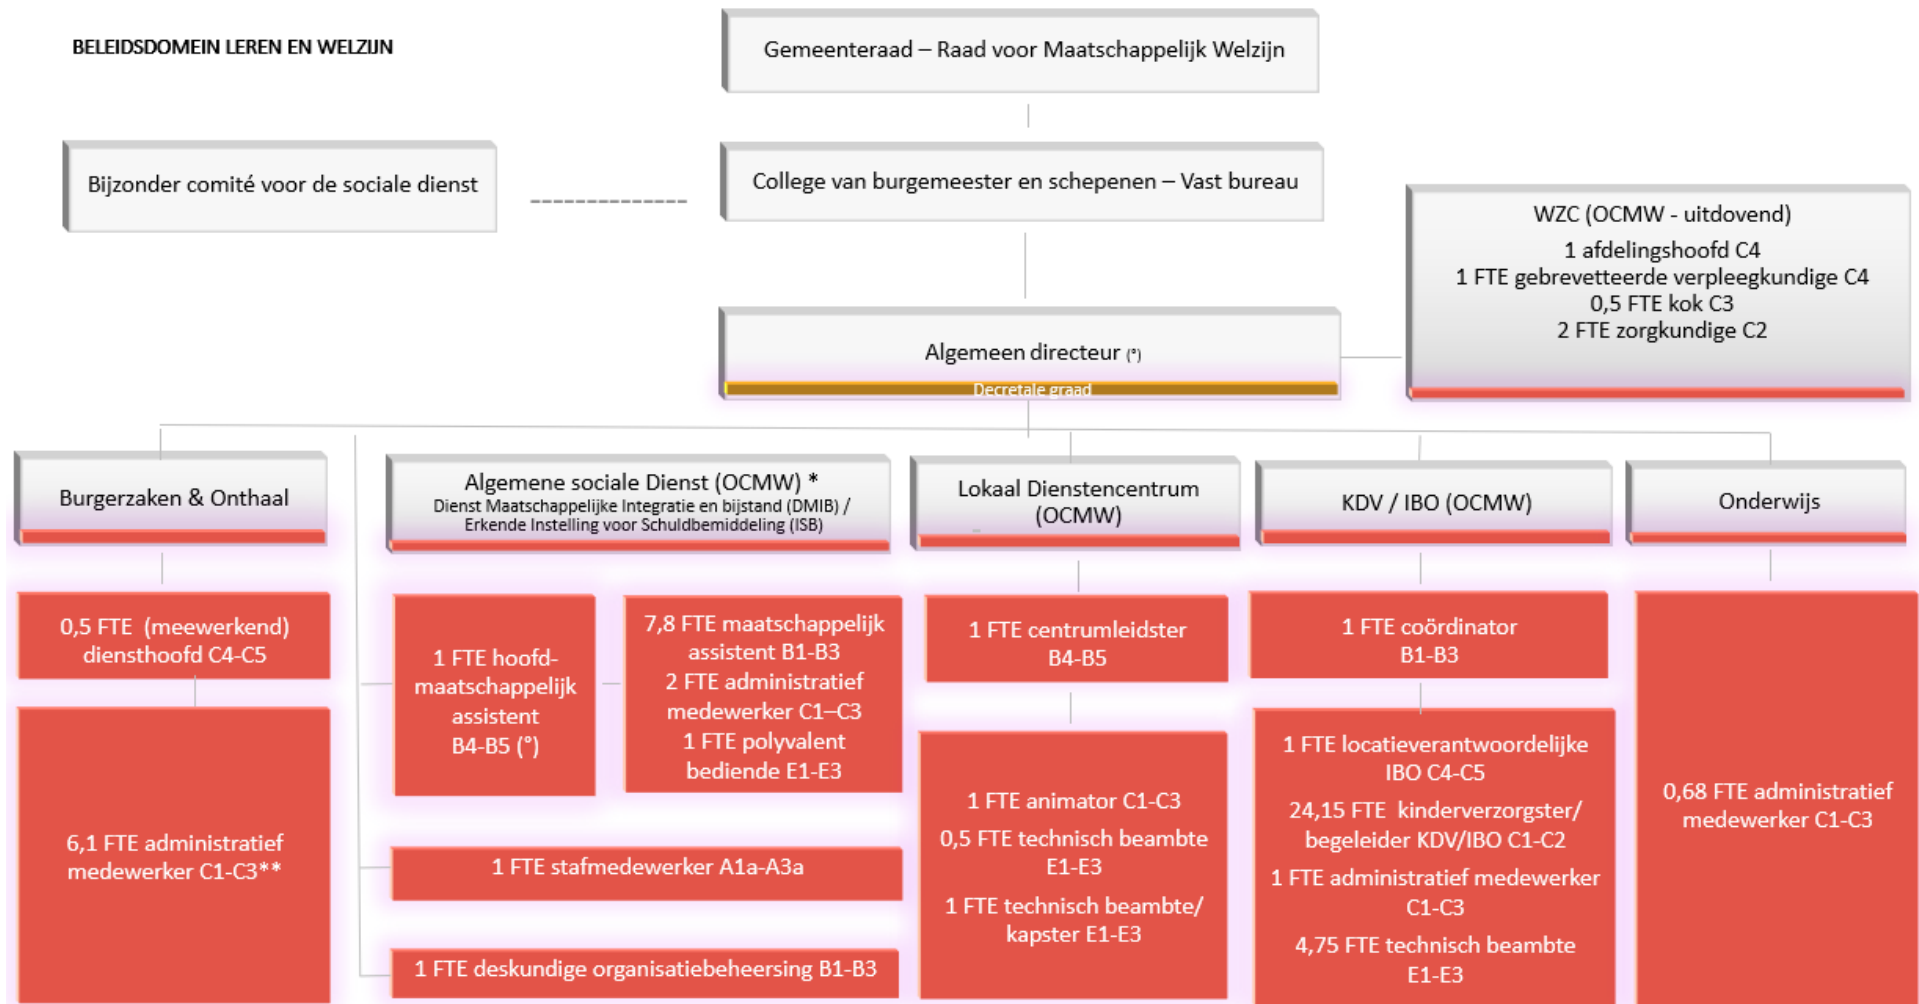 BELEIDSDOMEIN LEREN EN WELZIJN
Gemeenteraad – Raad voor Maatschappelijk Welzijn
Bijzonder comité voor de sociale dienst
College van burgemeester en schepenen – Vast bureau
WZC (OCMW - uitdovend)
1 afdelingshoofd C4
1 FTE gebrevetteerde verpleegkundige C4
0,5 FTE kok C3
2 FTE zorgkundige C2
Algemeen directeur (°)
Decretale graad
Burgerzaken & Onthaal
0,5 FTE (meewerkend)
diensthoofd C4-C5
6,1 FTE administratief
medewerker C1-C3**
Algemene sociale Dienst (OCMW) *
Dienst Maatschappelijke Integratie en bijstand (DMIB) /
Erkende Instelling voor Schuldbemiddeling (ISB)
1 FTE hoofd-
maatschappelijk
assistent
B4-B5 (°)
7,8 FTE maatschappelijk
assistent B1-B3
2 FTE administratief
medewerker C1–C3
1 FTE polyvalent
bediende E1-E3
1 FTE stafmedewerker A1a-A3a
1 FTE deskundige organisatiebeheersing B1-B3
Lokaal Dienstencentrum
(OCMW)
1 FTE centrumleidster
B4-B5
1 FTE animator C1-C3
0,5 FTE technisch beambte
E1-E3
1 FTE technisch beambte/
kapster E1-E3
KDV / IBO (OCMW)
1 FTE coördinator
B1-B3
1 FTE locatieverantwoordelijke
IBO C4-C5
24,15 FTE kinderverzorgster/
begeleider KDV/IBO C1-C2
1 FTE administratief medewerker
C1-C3
4,75 FTE technisch beambte
E1-E3
Onderwijs
0,68 FTE administratief
medewerker C1-C3